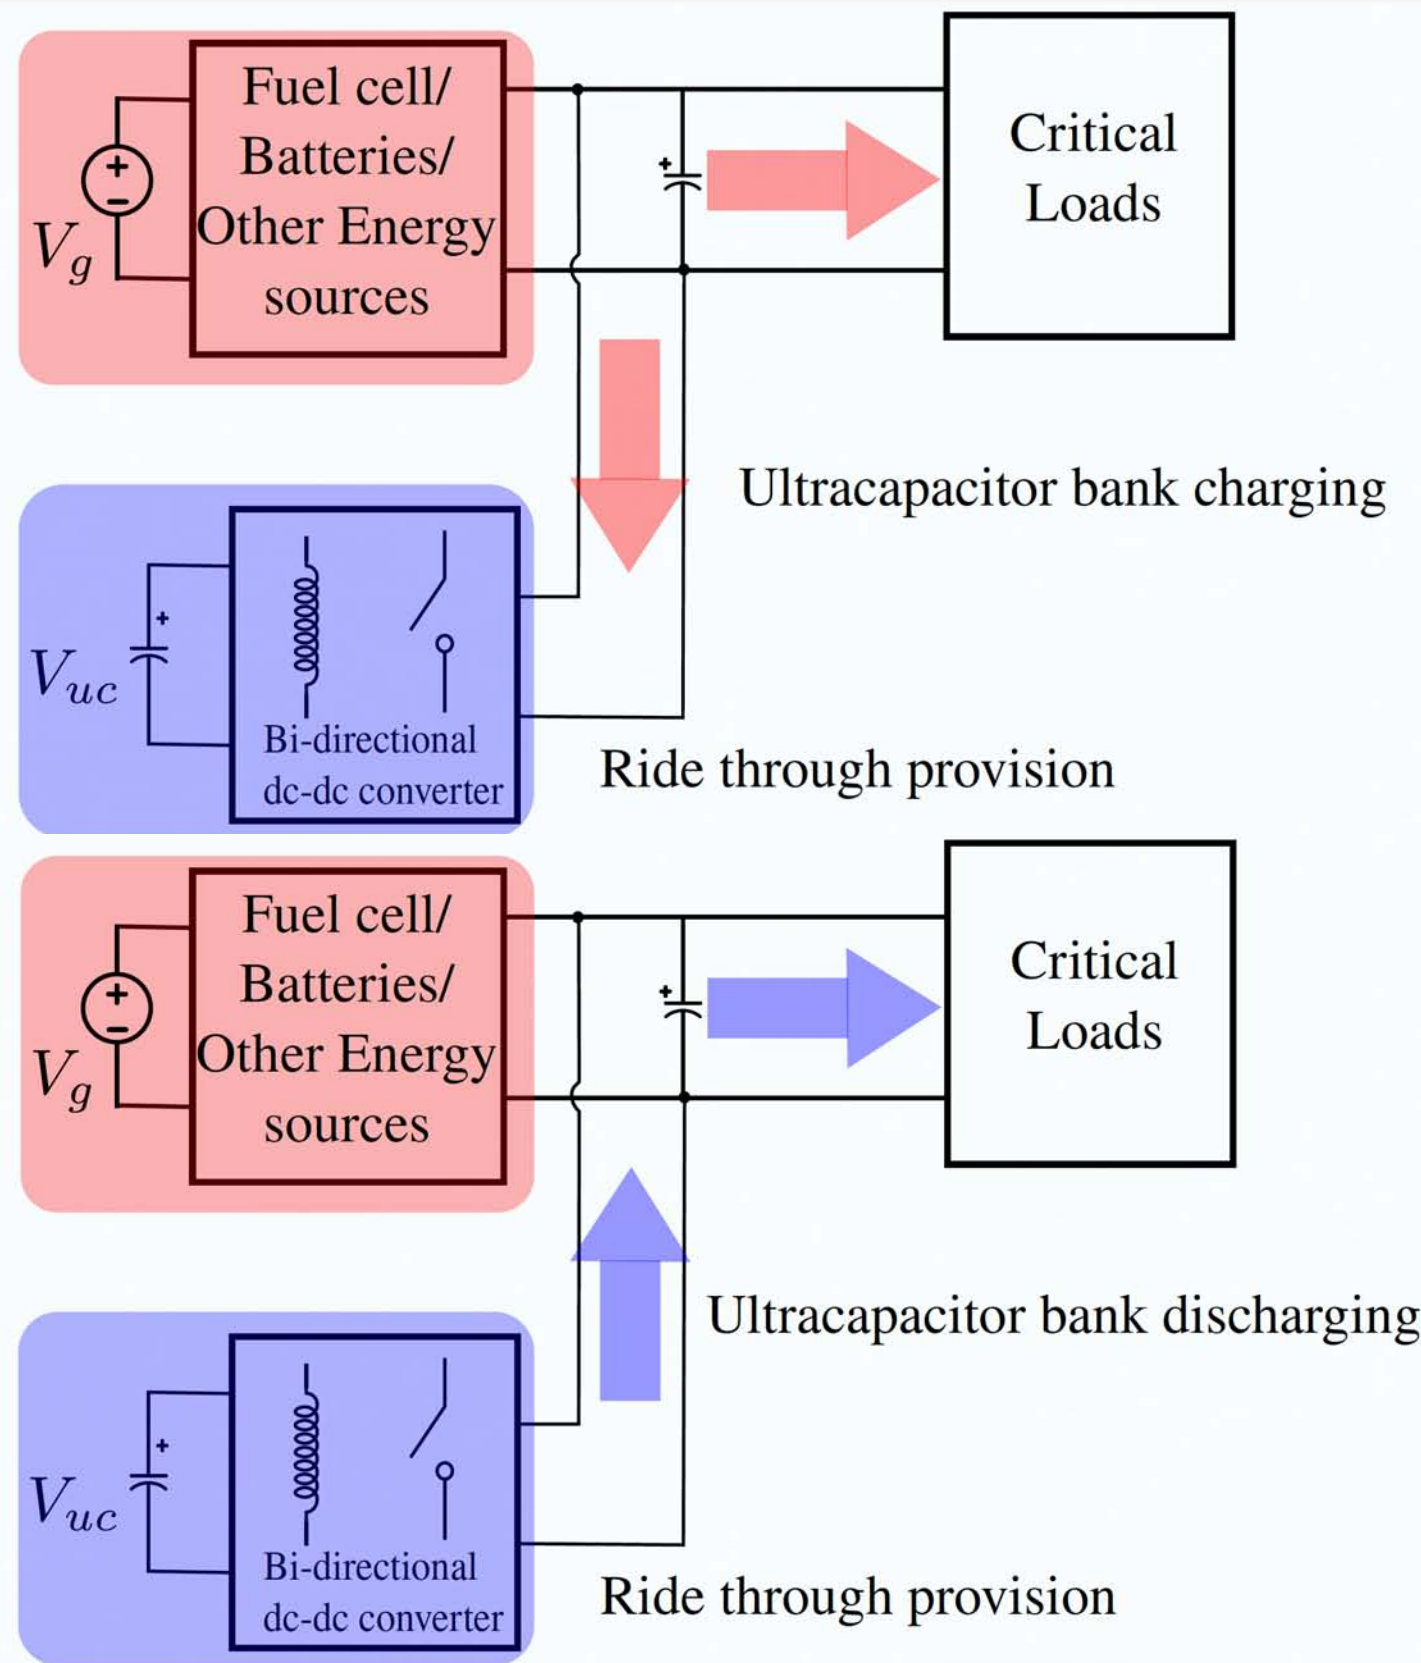 Fuel cell/
Batteries/
Other Energy
sources
+
−
V_g
+
Critical
Loads
Ultracapacitor bank charging
+
V_uc
Bi-directional
dc-dc converter
Ride through provision
Fuel cell/
Batteries/
Other Energy
sources
+
−
V_g
+
Critical
Loads
Ultracapacitor bank discharging
+
V_uc
Bi-directional
dc-dc converter
Ride through provision